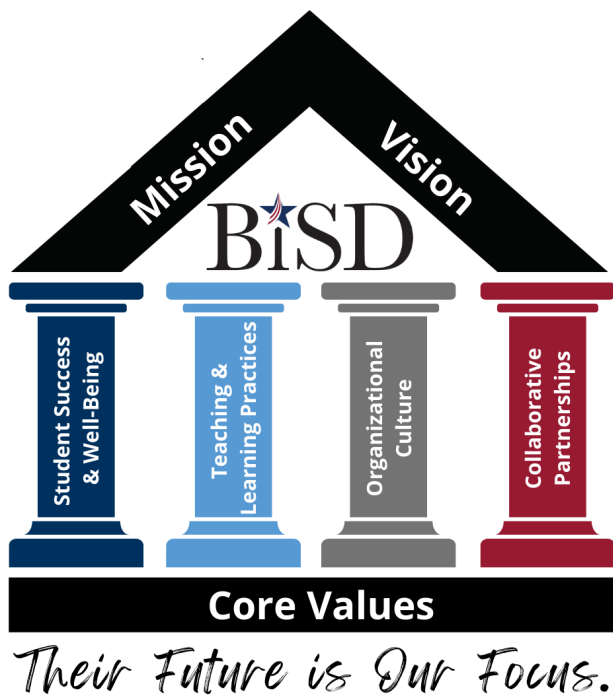 Mission
Vision
BiSD
Student Success
& Well-Being
Teaching &
Learning Practices
Organizational
Culture
Collaborative
Partnerships
Core Values
Their Future is Our Focus.